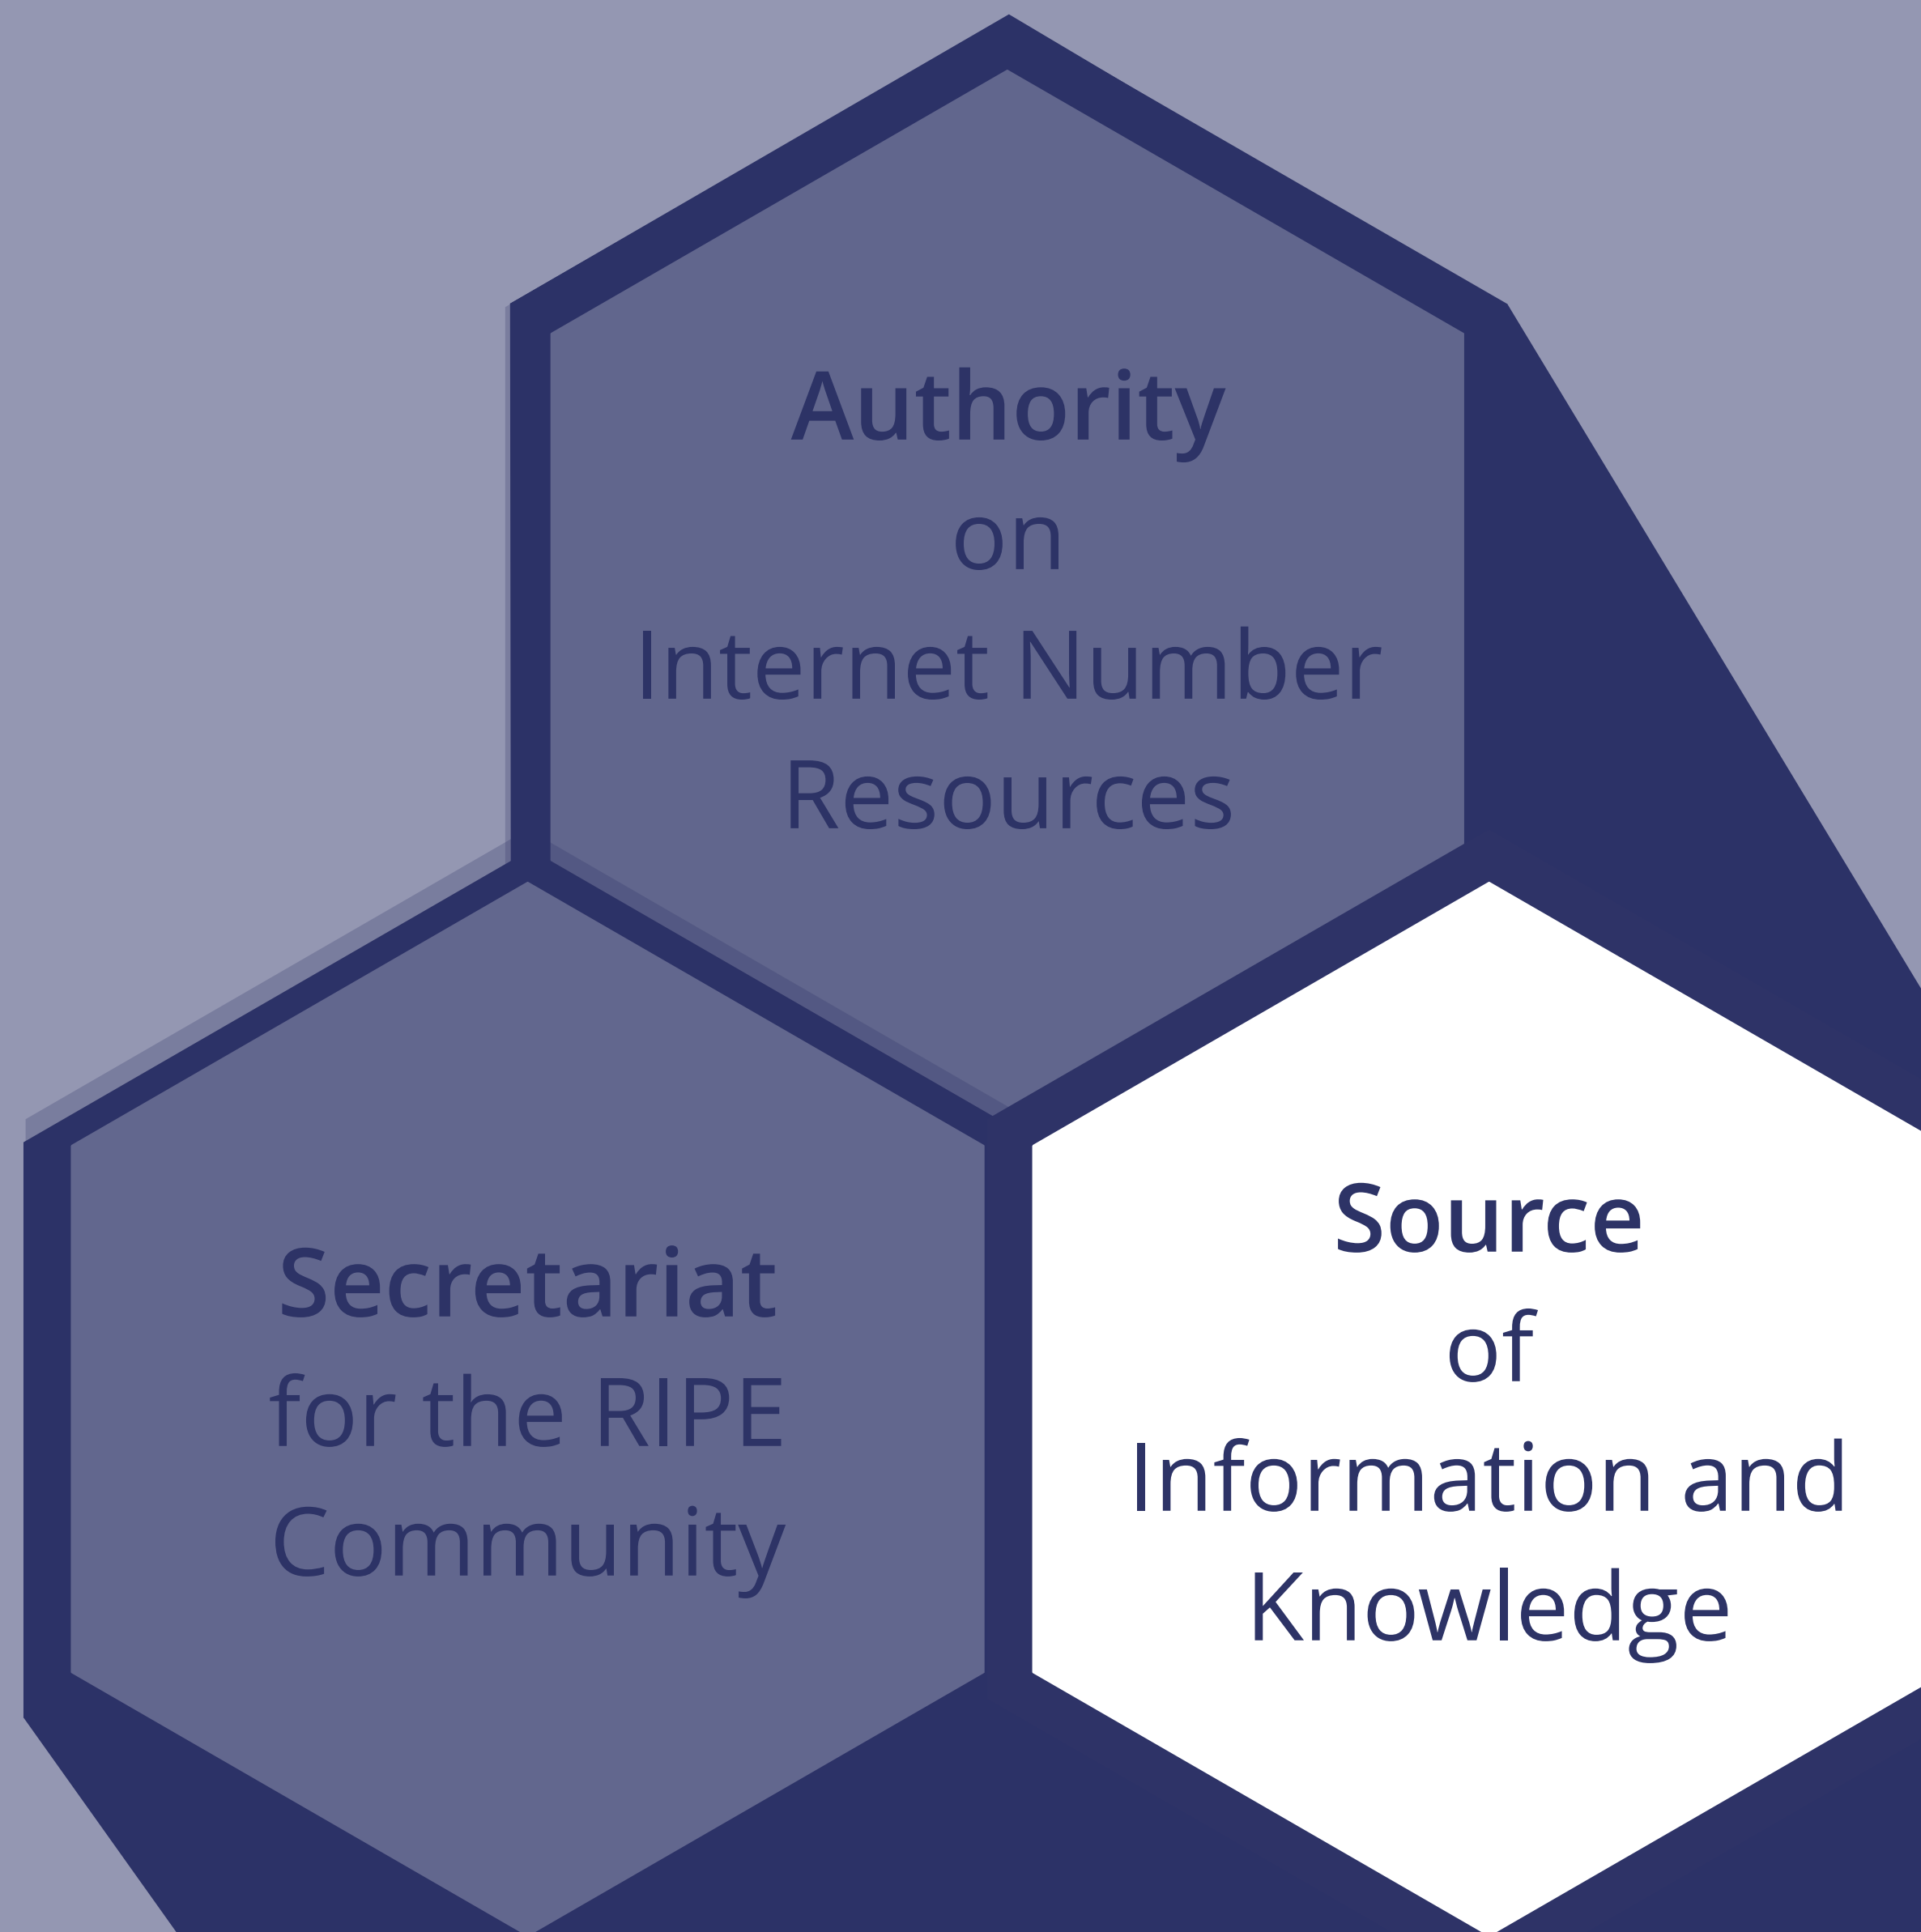 Authority
on
Internet Number
Resources
Secretariat
for the RIPE
Community
Source
of
Information and
Knowledge